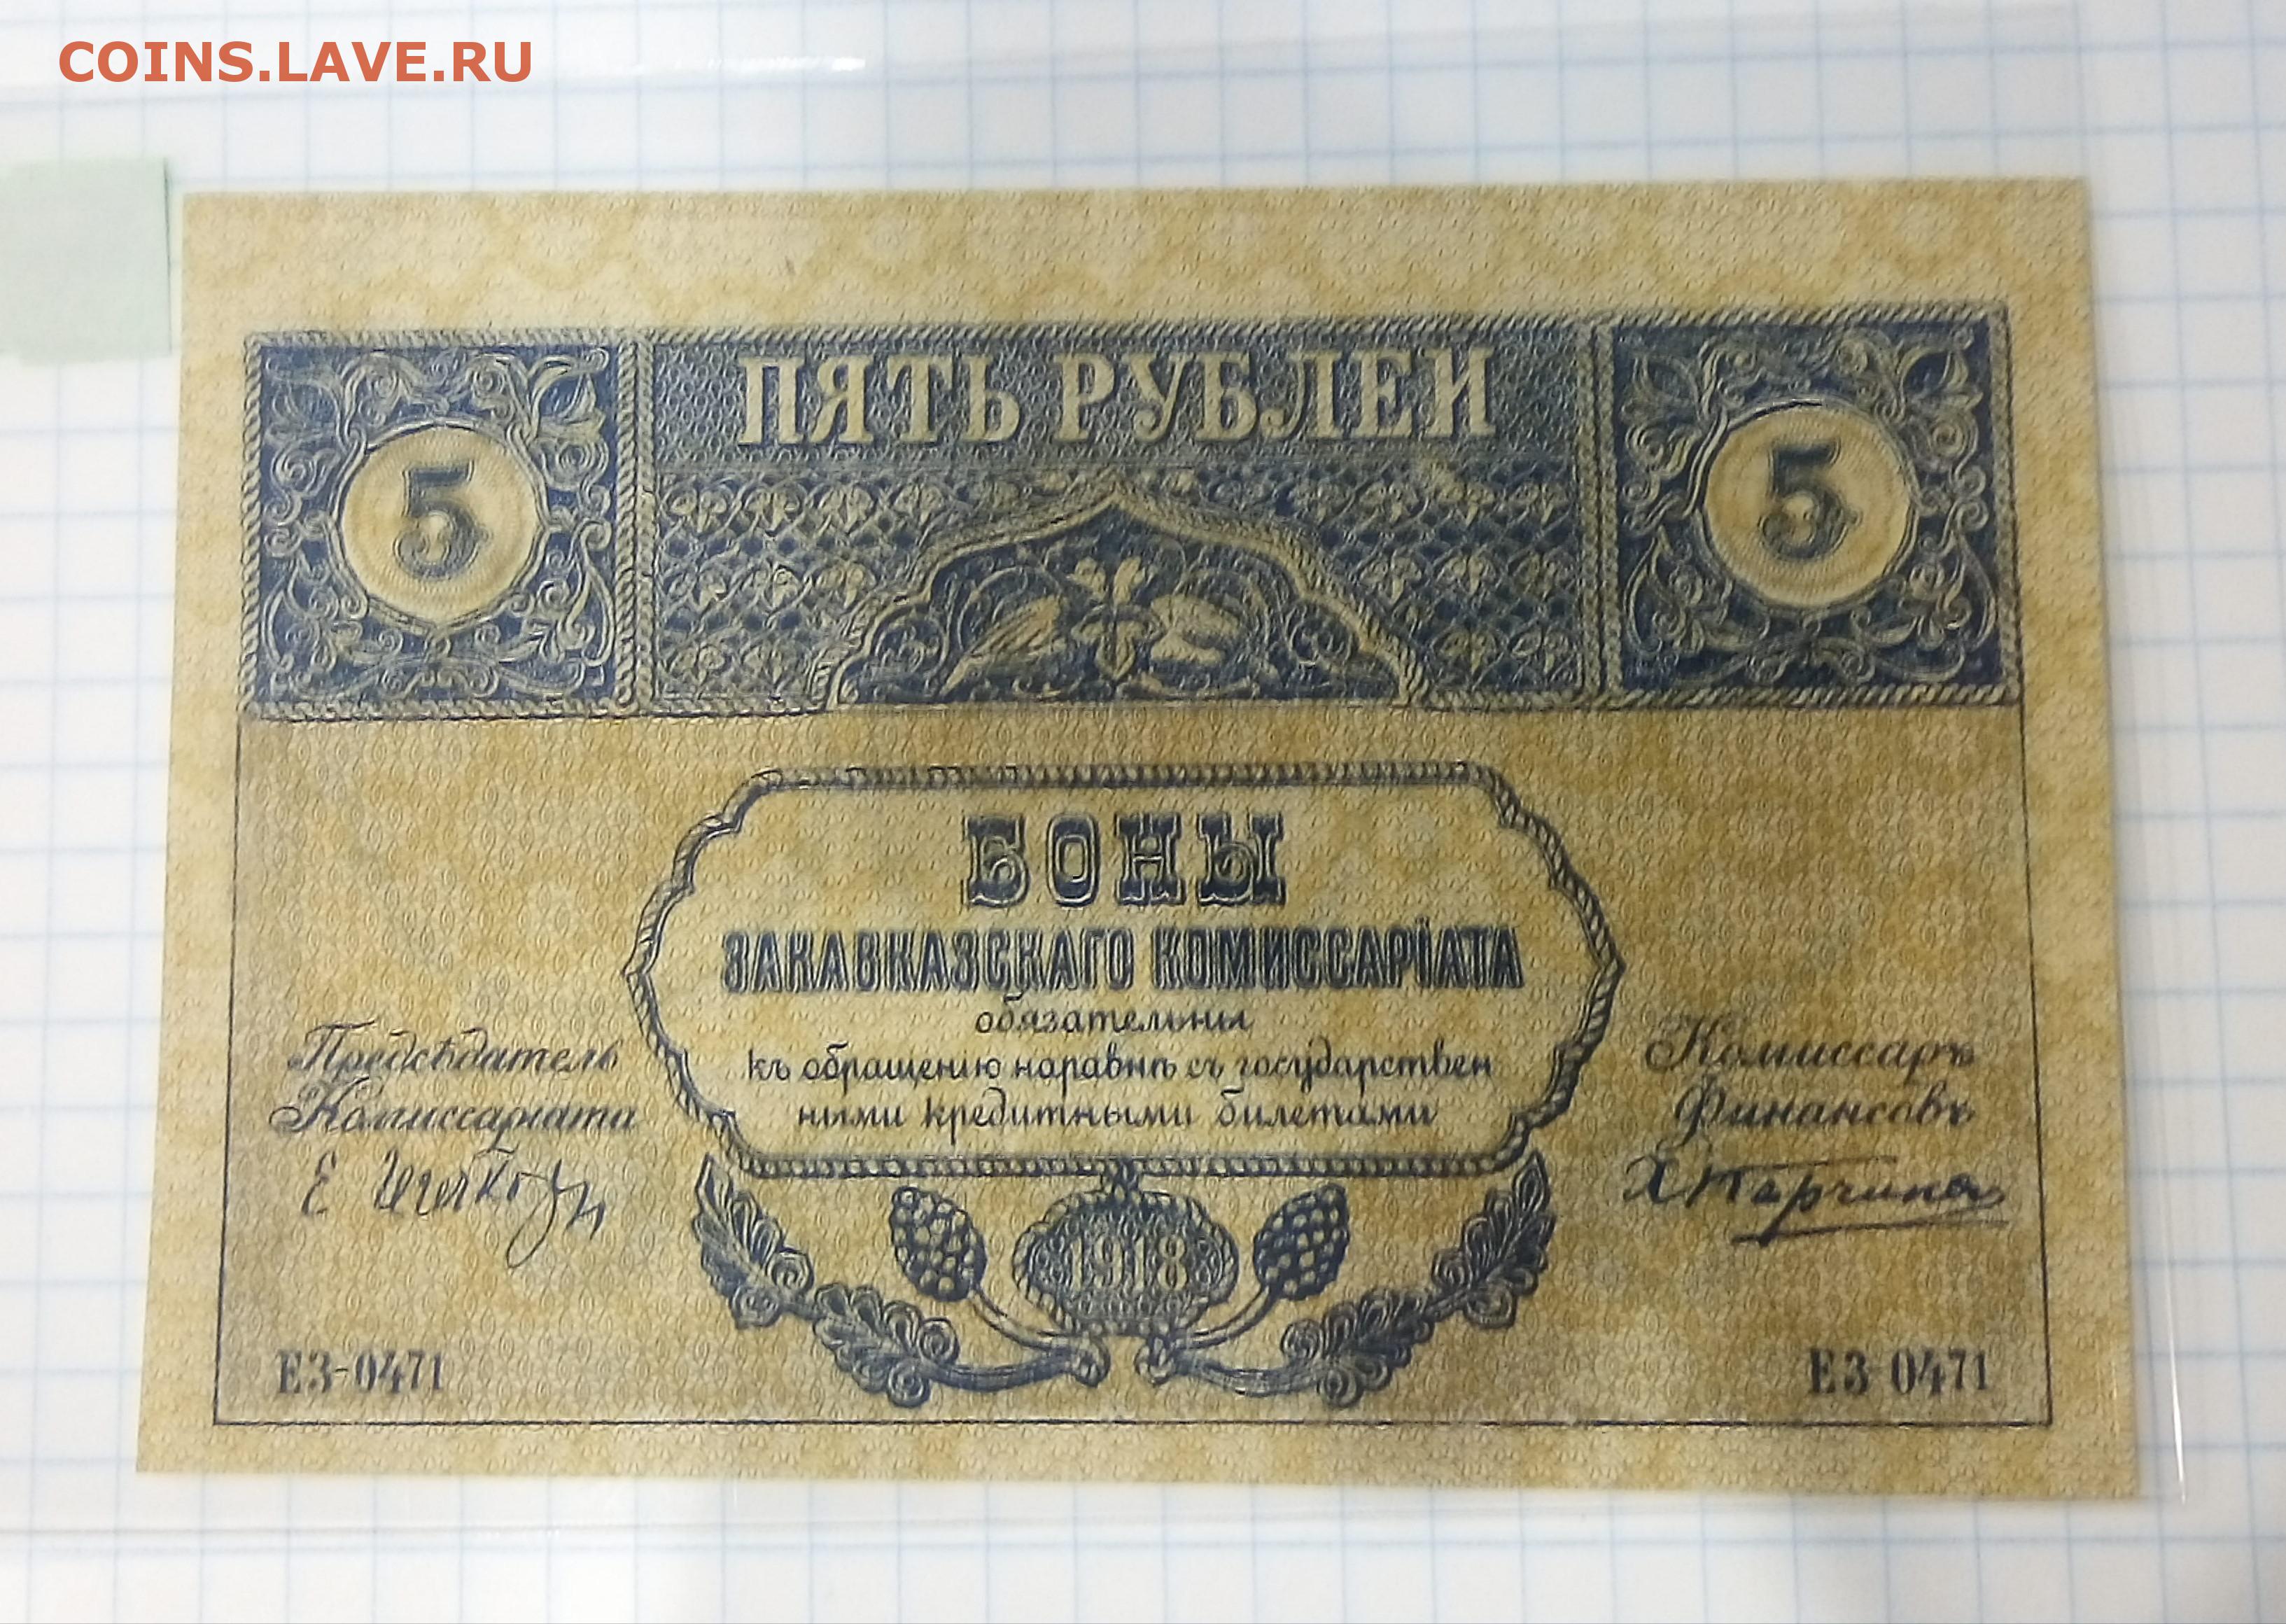 COINS.LAVE.RU
ПЯТЬ РУБЛЕЙ
5
5
БОНЫ
ЗАКАВКАЗСКАГО КОМИССАРІАТА
обязательны
къ обращенію наравнѣ съ государствен
ными кредитными билетами
Предсѣдатель
Комиссаріата
Комиссаръ
Финансовъ
1918
ЕЗ-0471
ЕЗ-0471